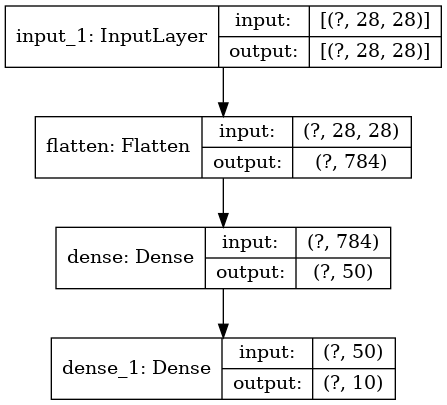 input_1: InputLayer
input: [(?, 28, 28)]
output: [(?, 28, 28)]
flatten: Flatten
input: (?, 28, 28)
output: (?, 784)
dense: Dense
input: (?, 784)
output: (?, 50)
dense_1: Dense
input: (?, 50)
output: (?, 10)